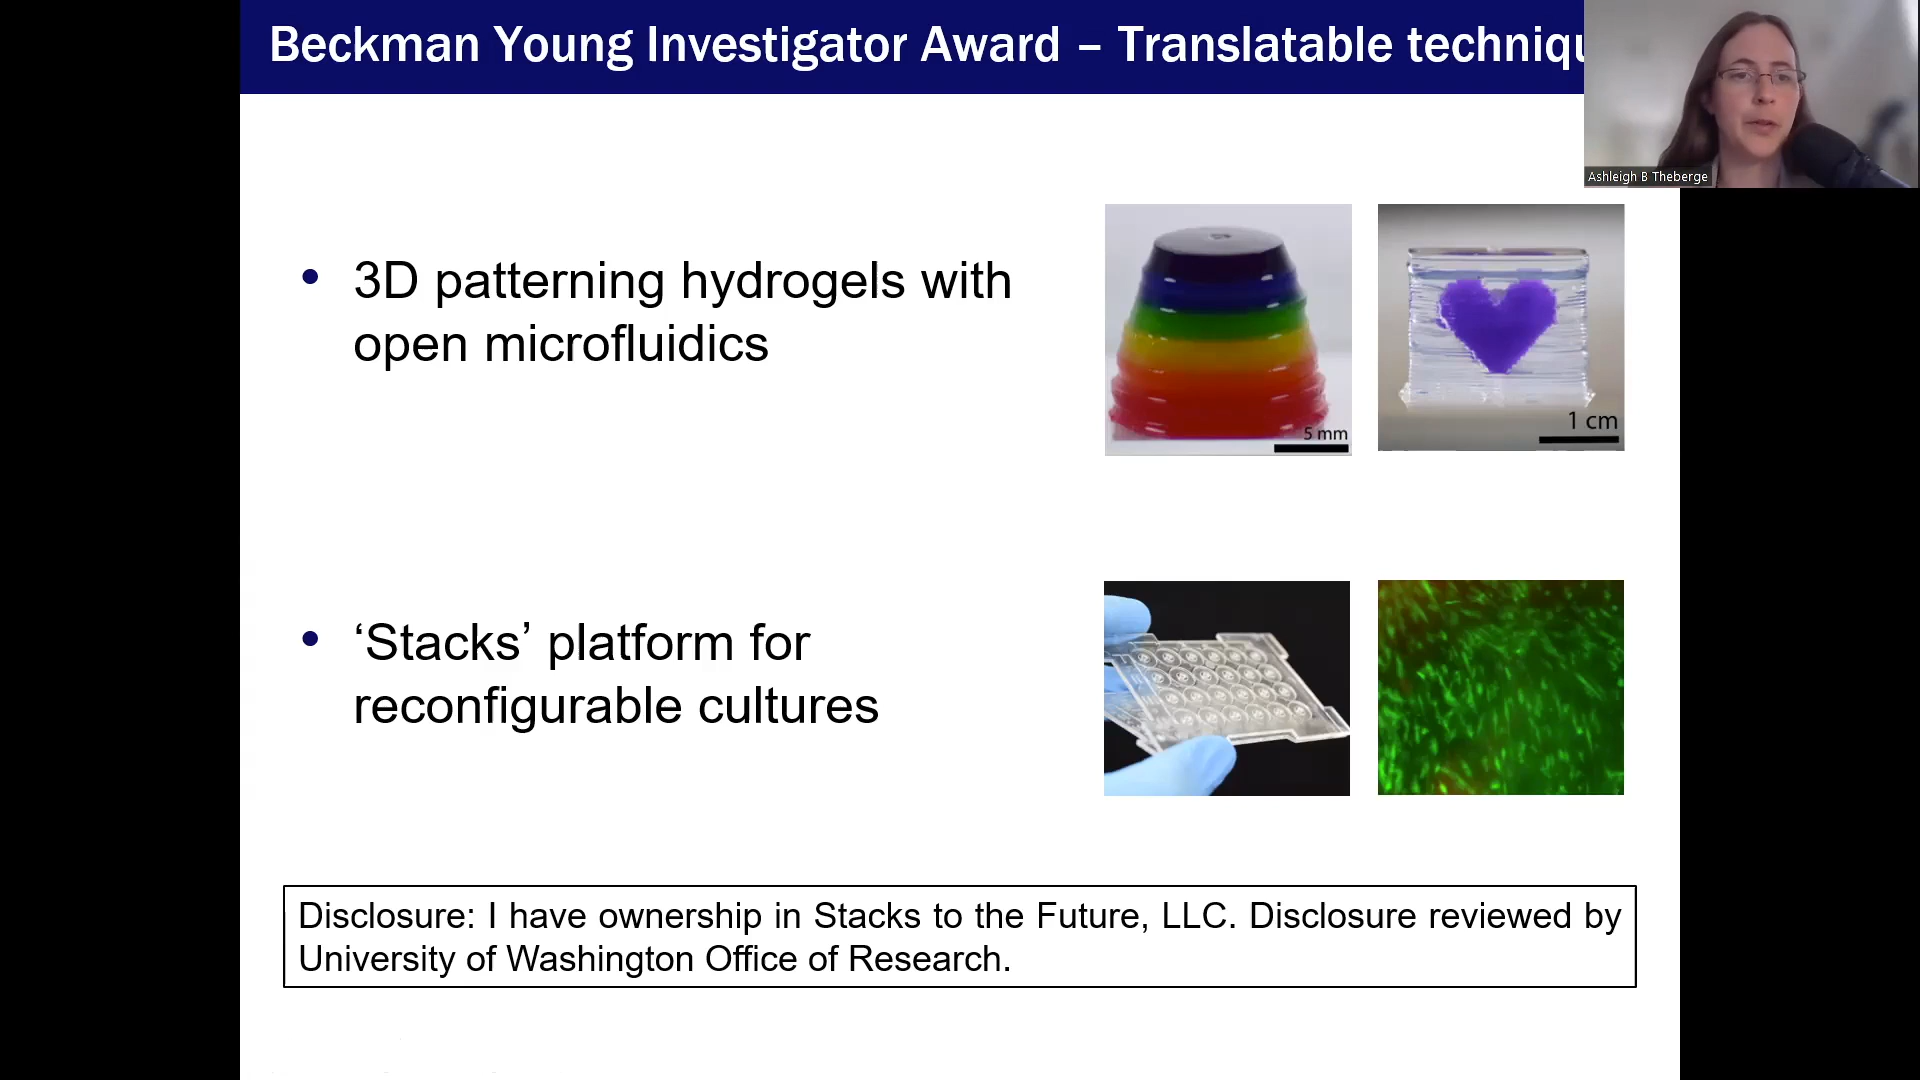 Beckman Young Investigator Award – Translatable techniqu
Ashleigh B Theberge
• 3D patterning hydrogels with
open microfluidics
5 mm
1 cm
• ‘Stacks’ platform for
reconfigurable cultures
Disclosure: I have ownership in Stacks to the Future, LLC. Disclosure reviewed by
University of Washington Office of Research.